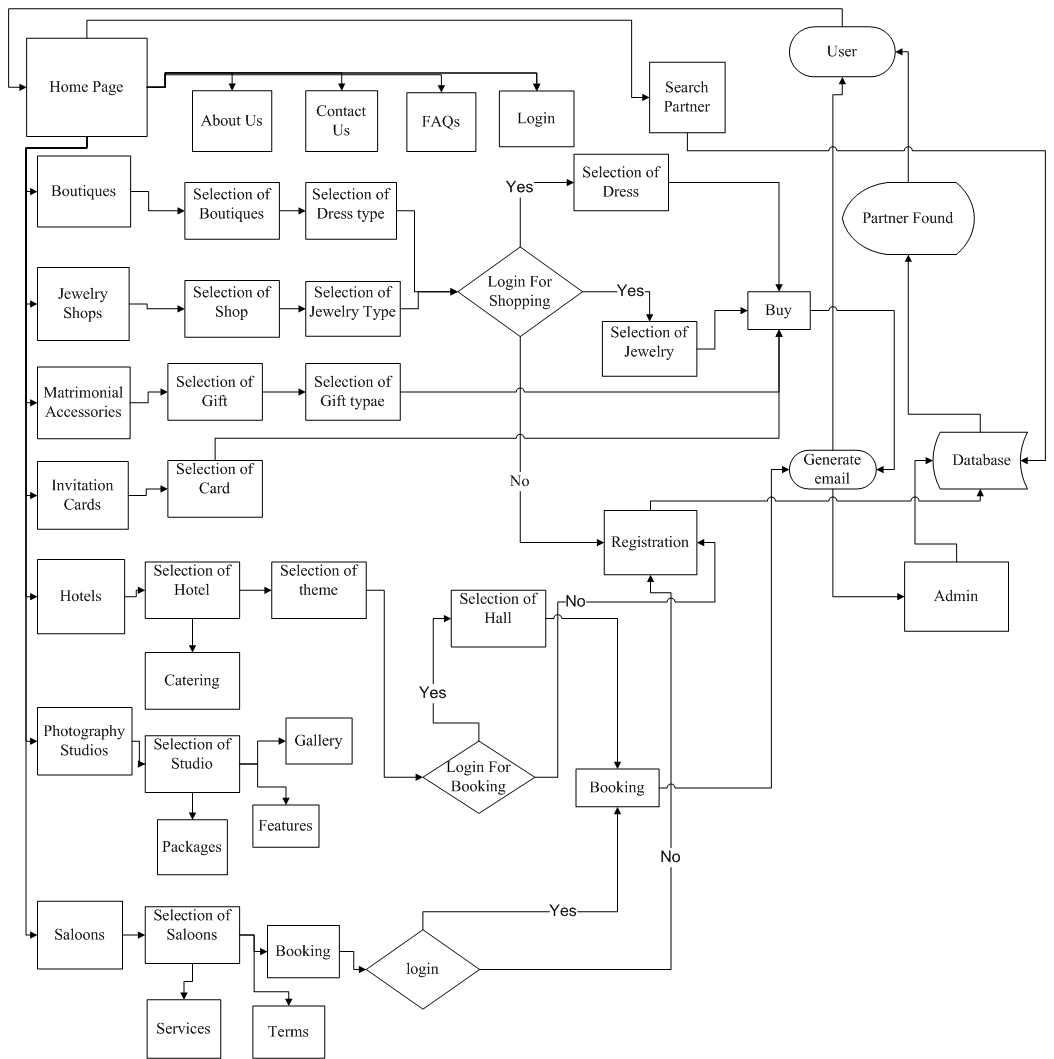 User
Home Page
Search
Partner
About Us
Contact
Us
FAQs
Login
Boutiques
Selection of
Boutiques
Selection of
Dress type
Yes
Selection of
Dress
Partner Found
Jewelry
Shops
Selection of
Shop
Selection of
Jewelry Type
Login For
Shopping
Yes
Selection of
Jewelry
Buy
Matrimonial
Accessories
Selection of
Gift
Selection of
Gift typae
Invitation
Cards
Selection of
Card
No
Generate
email
Database
Registration
Hotels
Selection of
Hotel
Selection of
theme
Selection of
Hall
No
Admin
Catering
Yes
Photography
Studios
Selection of
Studio
Gallery
Login For
Booking
Booking
Features
Packages
No
Saloons
Selection of
Saloons
Booking
Yes
login
Services
Terms